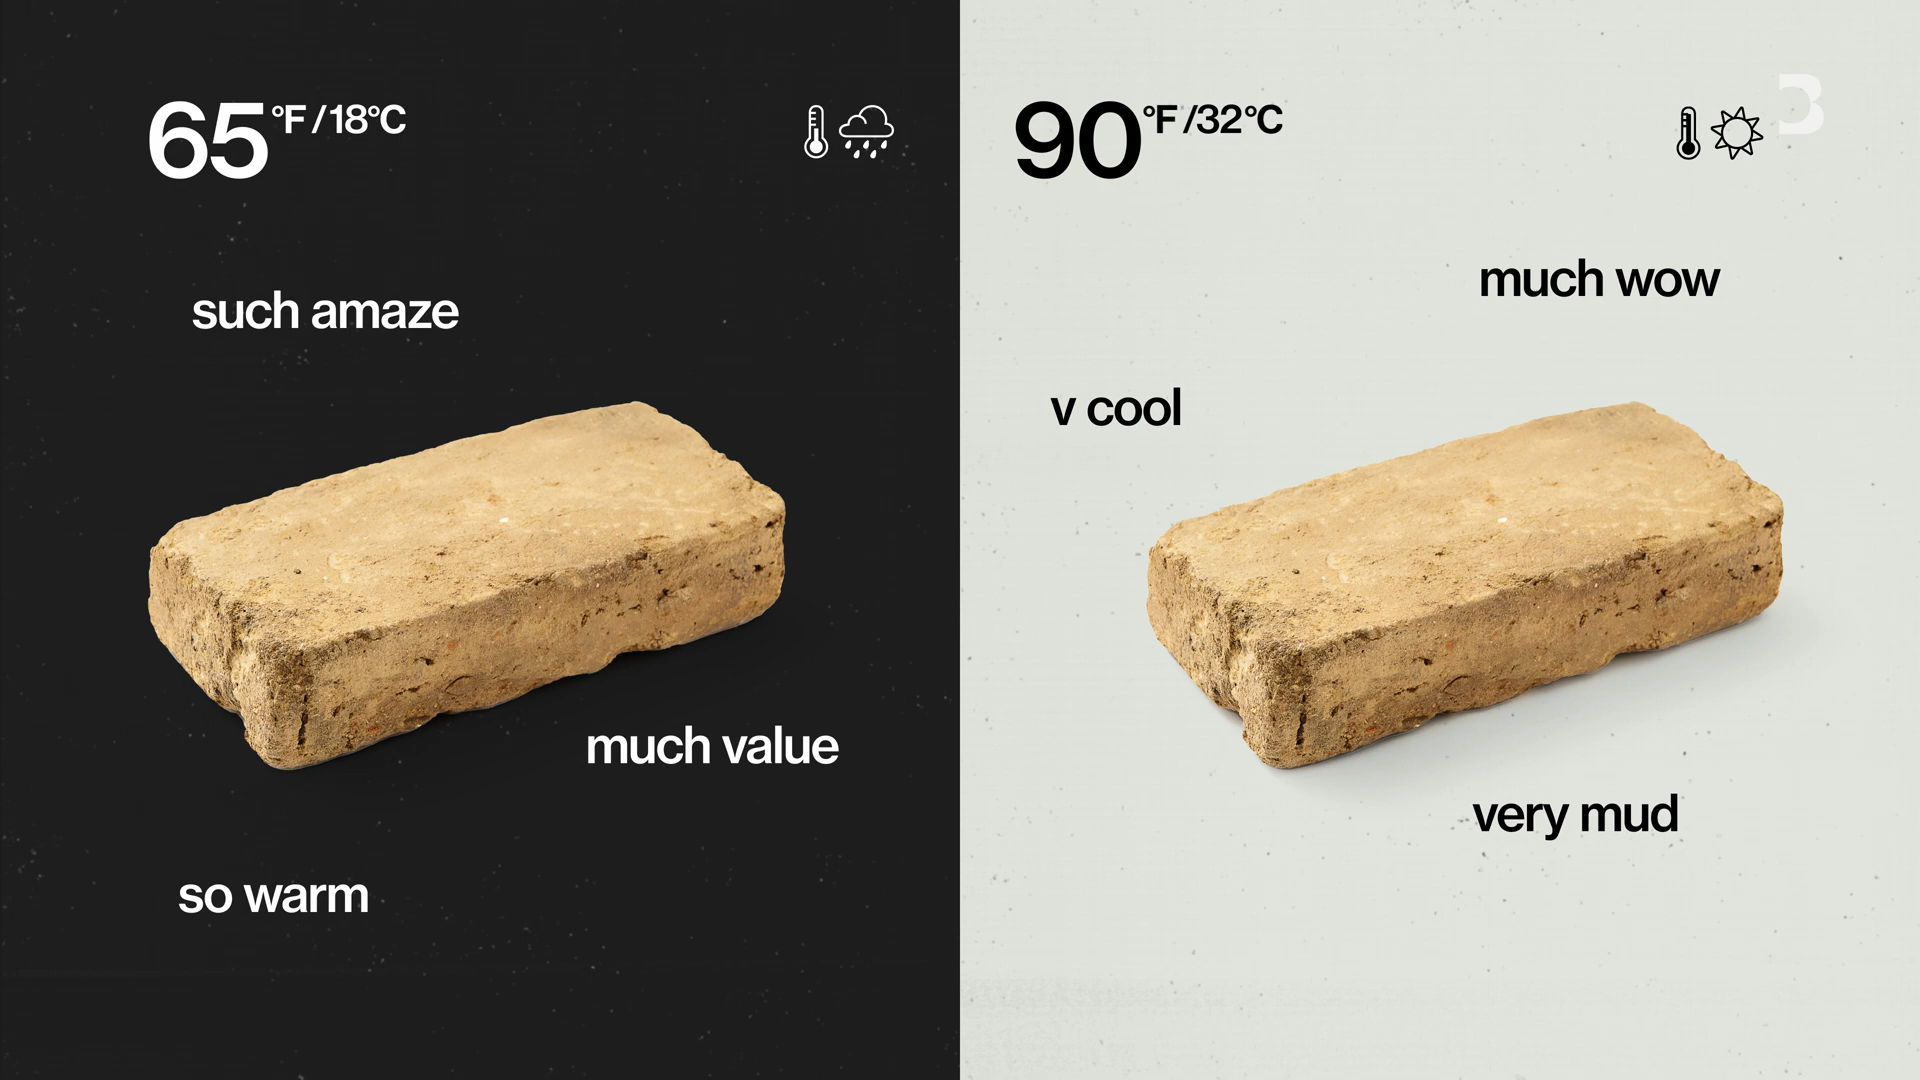 65°F/18°C
such amaze
much value
so warm
90°F/32°C
much wow
v cool
very mud